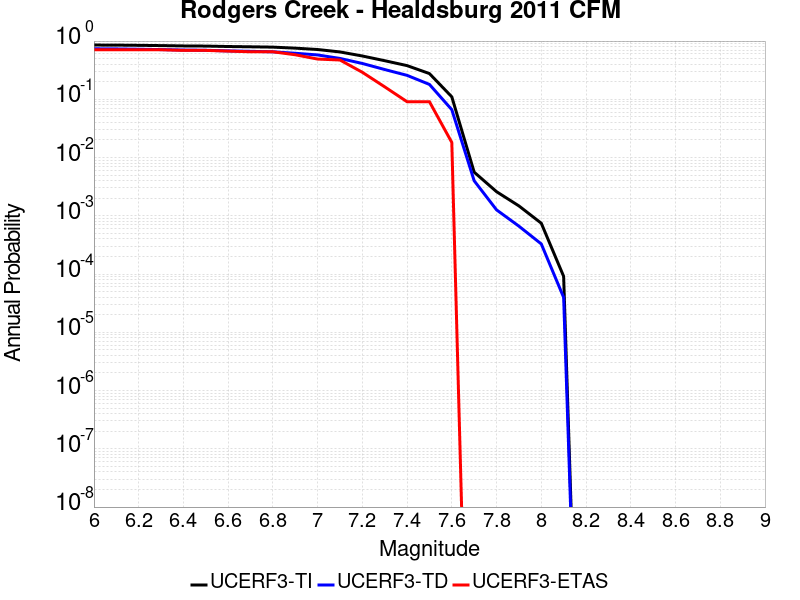 Rodgers Creek - Healdsburg 2011 CFM
10^0
10^-1
10^-2
10^-3
10^-4
10^-5
10^-6
10^-7
10^-8
Annual Probability
6 6.2 6.4 6.6 6.8 7 7.2 7.4 7.6 7.8 8 8.2 8.4 8.6 8.8 9
Magnitude
UCERF3-TI UCERF3-TD UCERF3-ETAS